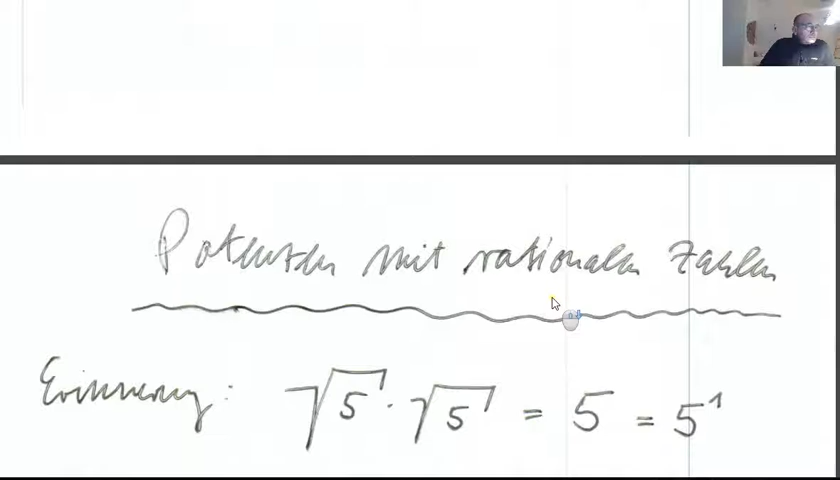 Potenzen mit rationalen Zahlen
Erinnerung: √5 · √5 = 5 = 5¹